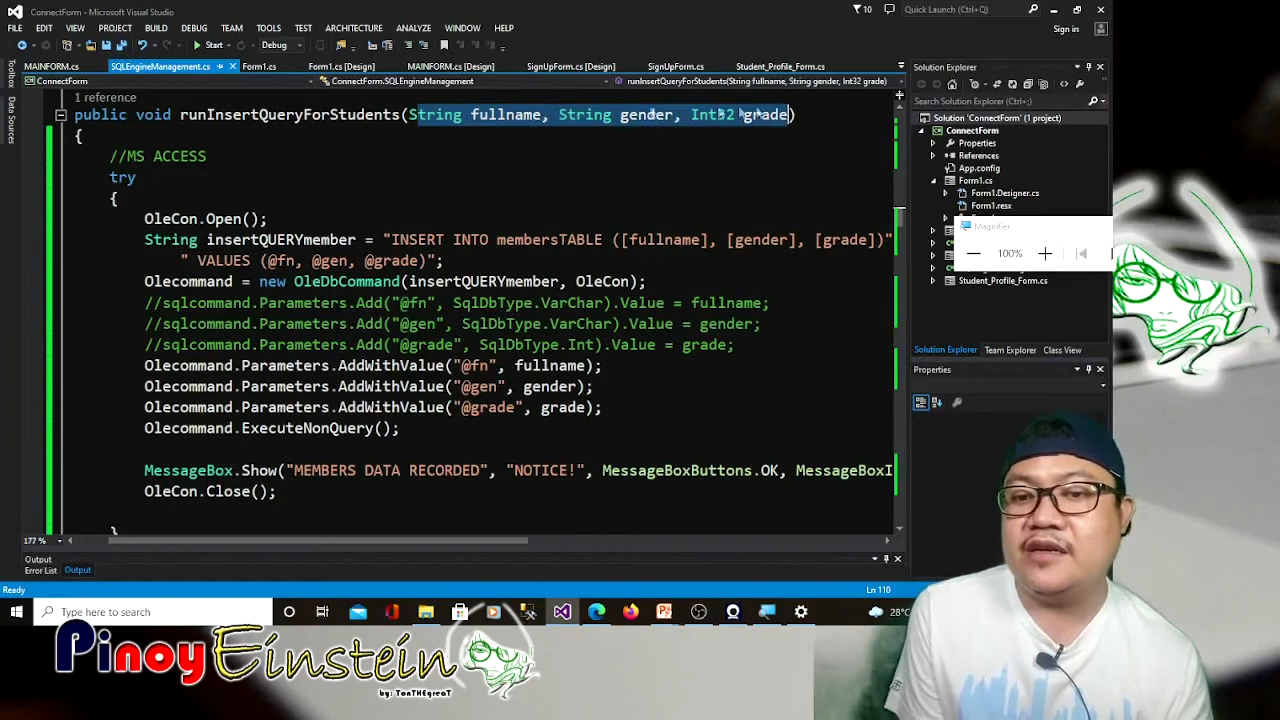 ConnectForm (Running) - Microsoft Visual Studio
10
Quick Launch (Ctrl+Q)
FILE EDIT VIEW PROJECT BUILD DEBUG TEAM SQL TOOLS TEST ARCHITECTURE ANALYZE WINDOW HELP
Sign in
Start Debug
MAINFORM.cs SQLEngineManagement.cs Form1.cs Form1.cs [Design] MAINFORM.cs [Design] SignUpForm.cs [Design] SignUpForm.cs Student_Profile_Form.cs
Solution Explorer
ConnectForm ConnectForm.SQLEngineManagement runInsertQueryForStudents(String fullname, String gender, Int32 grade)
Toolbox
Data Sources
1 reference
public void runInsertQueryForStudents(String fullname, String gender, Int32 grade)
{
//MS ACCESS
try
{
OleCon.Open();
String insertQUERYmember = "INSERT INTO membersTABLE ([fullname], [gender], [grade])"
" VALUES (@fn, @gen, @grade)";
Olecommand = new OleDbCommand(insertQUERYmember, OleCon);
//sqlcommand.Parameters.Add("@fn", SqlDbType.VarChar).Value = fullname;
//sqlcommand.Parameters.Add("@gen", SqlDbType.VarChar).Value = gender;
//sqlcommand.Parameters.Add("@grade", SqlDbType.Int).Value = grade;
Olecommand.Parameters.AddWithValue("@fn", fullname);
Olecommand.Parameters.AddWithValue("@gen", gender);
Olecommand.Parameters.AddWithValue("@grade", grade);
Olecommand.ExecuteNonQuery();
MessageBox.Show("MEMBERS DATA RECORDED", "NOTICE!", MessageBoxButtons.OK, MessageBoxI
OleCon.Close();
}
177 %
Search Solution Explorer (Ctrl+;)
Solution 'ConnectForm' (1 project)
ConnectForm
Properties
References
App.config
Form1.cs
Form1.Designer.cs
Form1.resx
Magnifier
100%
Student_Profile_Form.cs
Solution Explorer Team Explorer Class View
Properties
Output
Error List Output
Ready
Ln 110
Type here to search
28°C
Pinoy Einstein
by: TonTHEgreaT